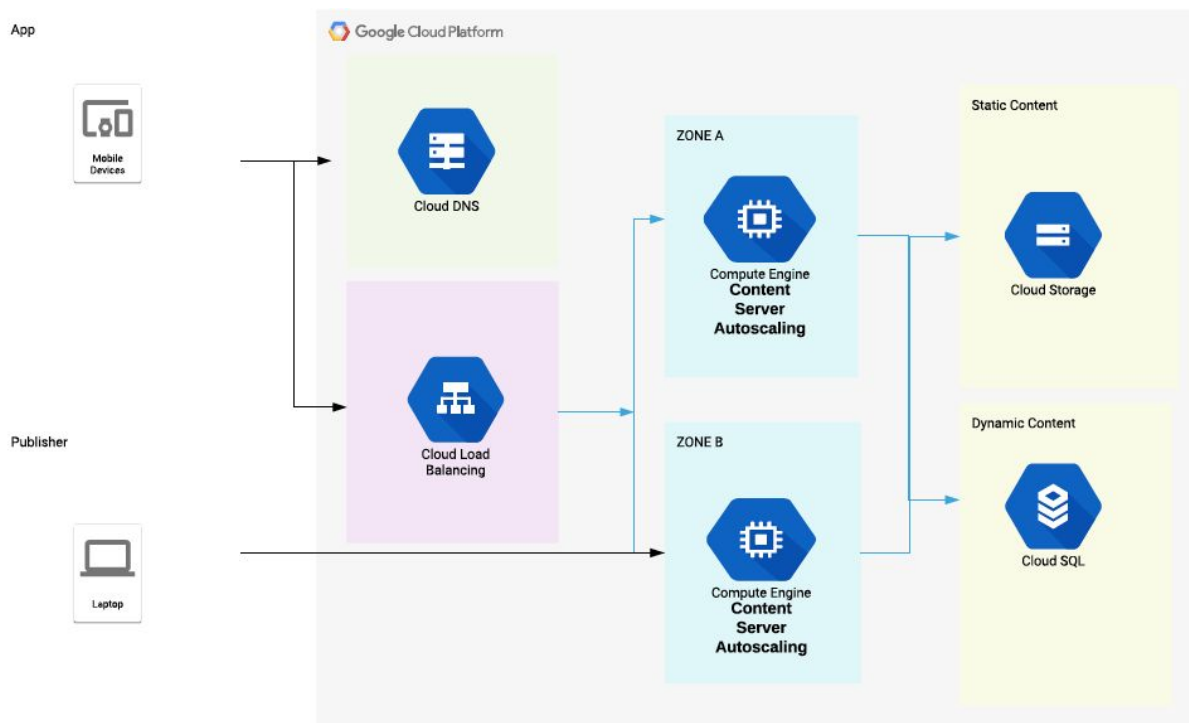 App
Google Cloud Platform
Mobile
Devices
Cloud DNS
ZONE A
Compute Engine
Content
Server
Autoscaling
Static Content
Cloud Storage
Publisher
Cloud Load
Balancing
ZONE B
Compute Engine
Content
Server
Autoscaling
Dynamic Content
Cloud SQL
Laptop